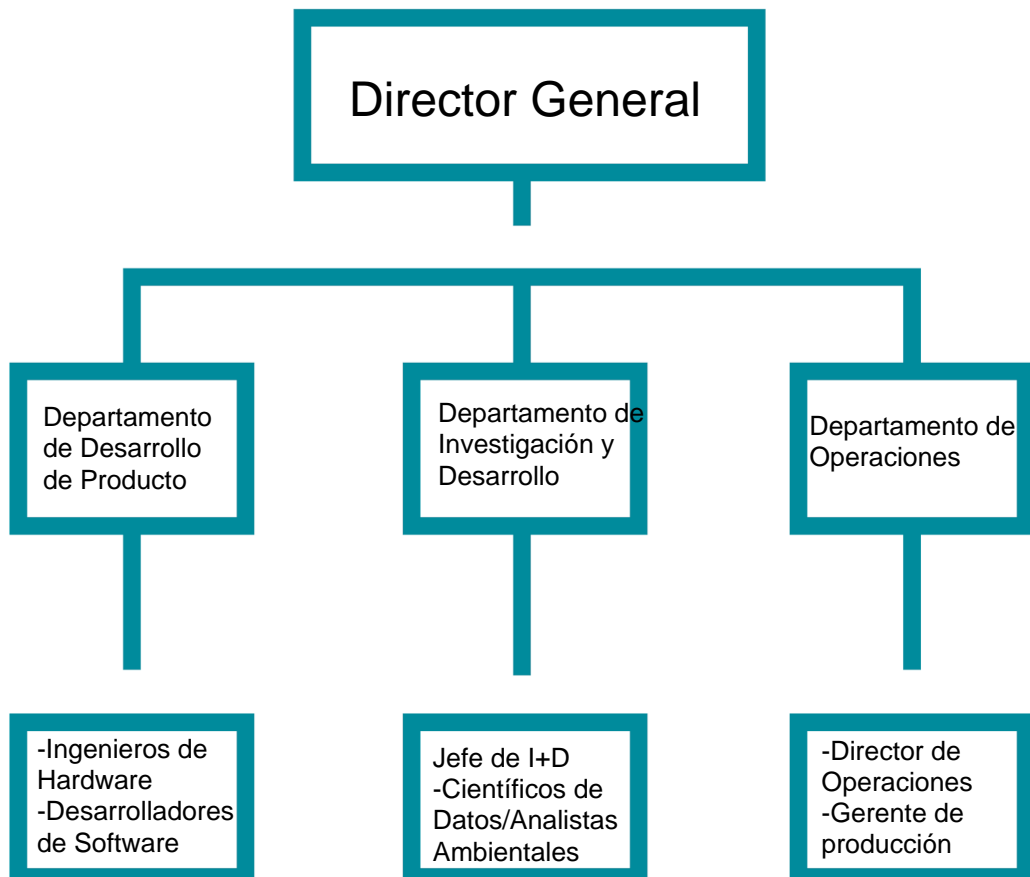 Director General
Departamento
de Desarrollo
de Producto
Departamento de
Investigación y
Desarrollo
Departamento de
Operaciones
-Ingenieros de
Hardware
-Desarrolladores
de Software
Jefe de I+D
-Científicos de
Datos/Analistas
Ambientales
-Director de
Operaciones
-Gerente de
producción